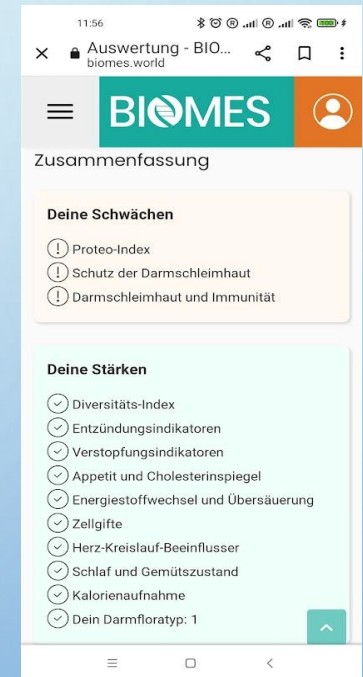 11:56
Auswertung - BIO...
biomes.world
BIOMES
Zusammenfassung
Deine Schwächen
Proteo-Index
Schutz der Darmschleimhaut
Darmschleimhaut und Immunität
Deine Stärken
Diversitäts-Index
Entzündungsindikatoren
Verstopfungsindikatoren
Appetit und Cholesterinspiegel
Energiestoffwechsel und Übersäuerung
Zellgifte
Herz-Kreislauf-Beeinflusser
Schlaf und Gemütszustand
Kalorienaufnahme
Dein Darmfloratyp: 1